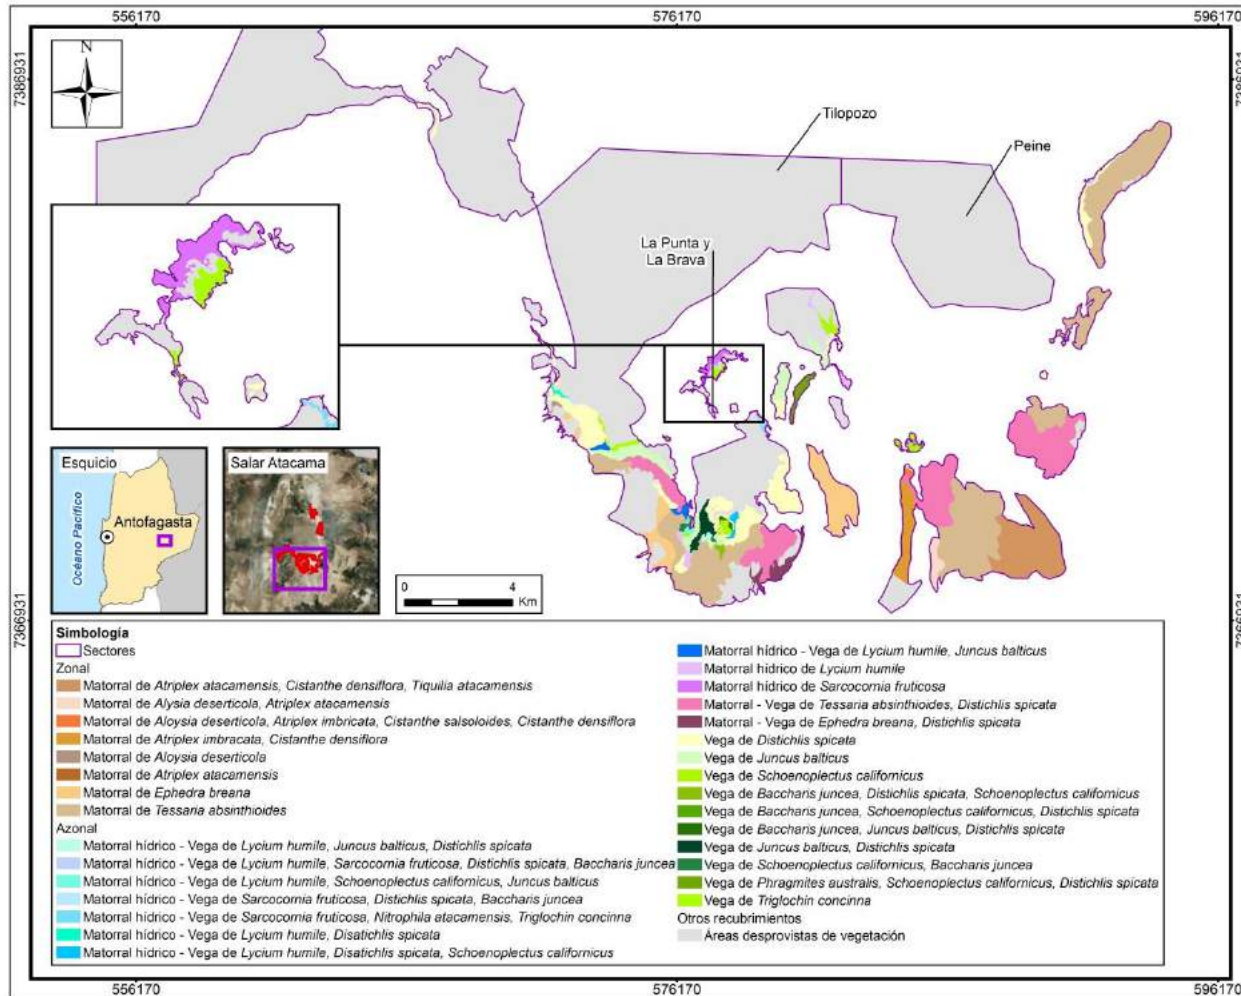 556170
576170
596170
7386931
7386931
N
Tilopozo
Peine
La Punta y
La Brava
Esquicio
Océano Pacífico
Antofagasta
Salar Atacama
0 4
Km
7366931
7366931
Simbología
Sectores
Zonal
Matorral de Atriplex atacamensis, Cistanthe densiflora, Tiquilia atacamensis
Matorral de Alysia deserticola, Atriplex atacamensis
Matorral de Aloysia deserticola, Atriplex imbricata, Cistanthe salsoloides, Cistanthe densiflora
Matorral de Atriplex imbracata, Cistanthe densiflora
Matorral de Aloysia deserticola
Matorral de Atriplex atacamensis
Matorral de Ephedra breana
Matorral de Tessaria absinthioides
Azonal
Matorral hídrico - Vega de Lycium humile, Juncus balticus, Distichlis spicata
Matorral hídrico - Vega de Lycium humile, Sarcocornia fruticosa, Distichlis spicata, Baccharis juncea
Matorral hídrico - Vega de Lycium humile, Schoenoplectus californicus, Juncus balticus
Matorral hídrico - Vega de Sarcocornia fruticosa, Distichlis spicata, Baccharis juncea
Matorral hídrico - Vega de Sarcocornia fruticosa, Nitrophila atacamensis, Triglochin concinna
Matorral hídrico - Vega de Lycium humile, Disatichlis spicata
Matorral hídrico - Vega de Lycium humile, Disatichlis spicata, Schoenoplectus californicus
Matorral hídrico - Vega de Lycium humile, Juncus balticus
Matorral hídrico de Lycium humile
Matorral hídrico de Sarcocornia fruticosa
Matorral - Vega de Tessaria absinthioides, Distichlis spicata
Matorral - Vega de Ephedra breana, Distichlis spicata
Vega de Distichlis spicata
Vega de Juncus balticus
Vega de Schoenoplectus californicus
Vega de Baccharis juncea, Distichlis spicata, Schoenoplectus californicus
Vega de Baccharis juncea, Schoenoplectus californicus, Distichlis spicata
Vega de Baccharis juncea, Juncus balticus, Distichlis spicata
Vega de Juncus balticus, Distichlis spicata
Vega de Schoenoplectus californicus, Baccharis juncea
Vega de Phragmites australis, Schoenoplectus californicus, Distichlis spicata
Vega de Triglochin concinna
Otros recubrimientos
Áreas desprovistas de vegetación
556170
576170
596170